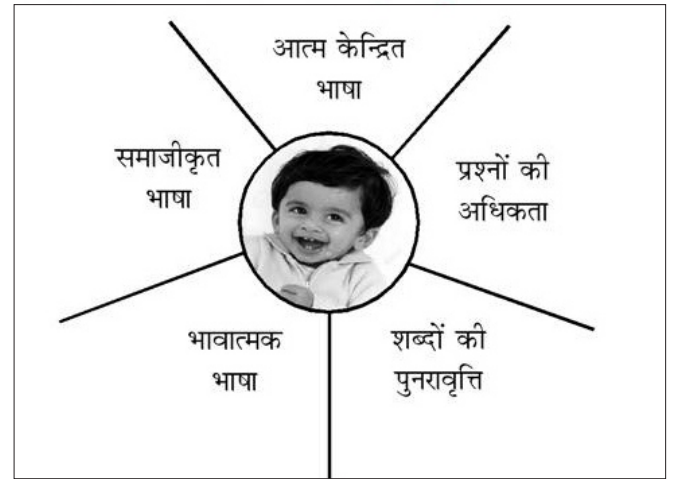 आत्म केन्द्रित
भाषा
समाजीकृत
भाषा
प्रश्नों की
अधिकता
भावात्मक
भाषा
शब्दों की
पुनरावृत्ति